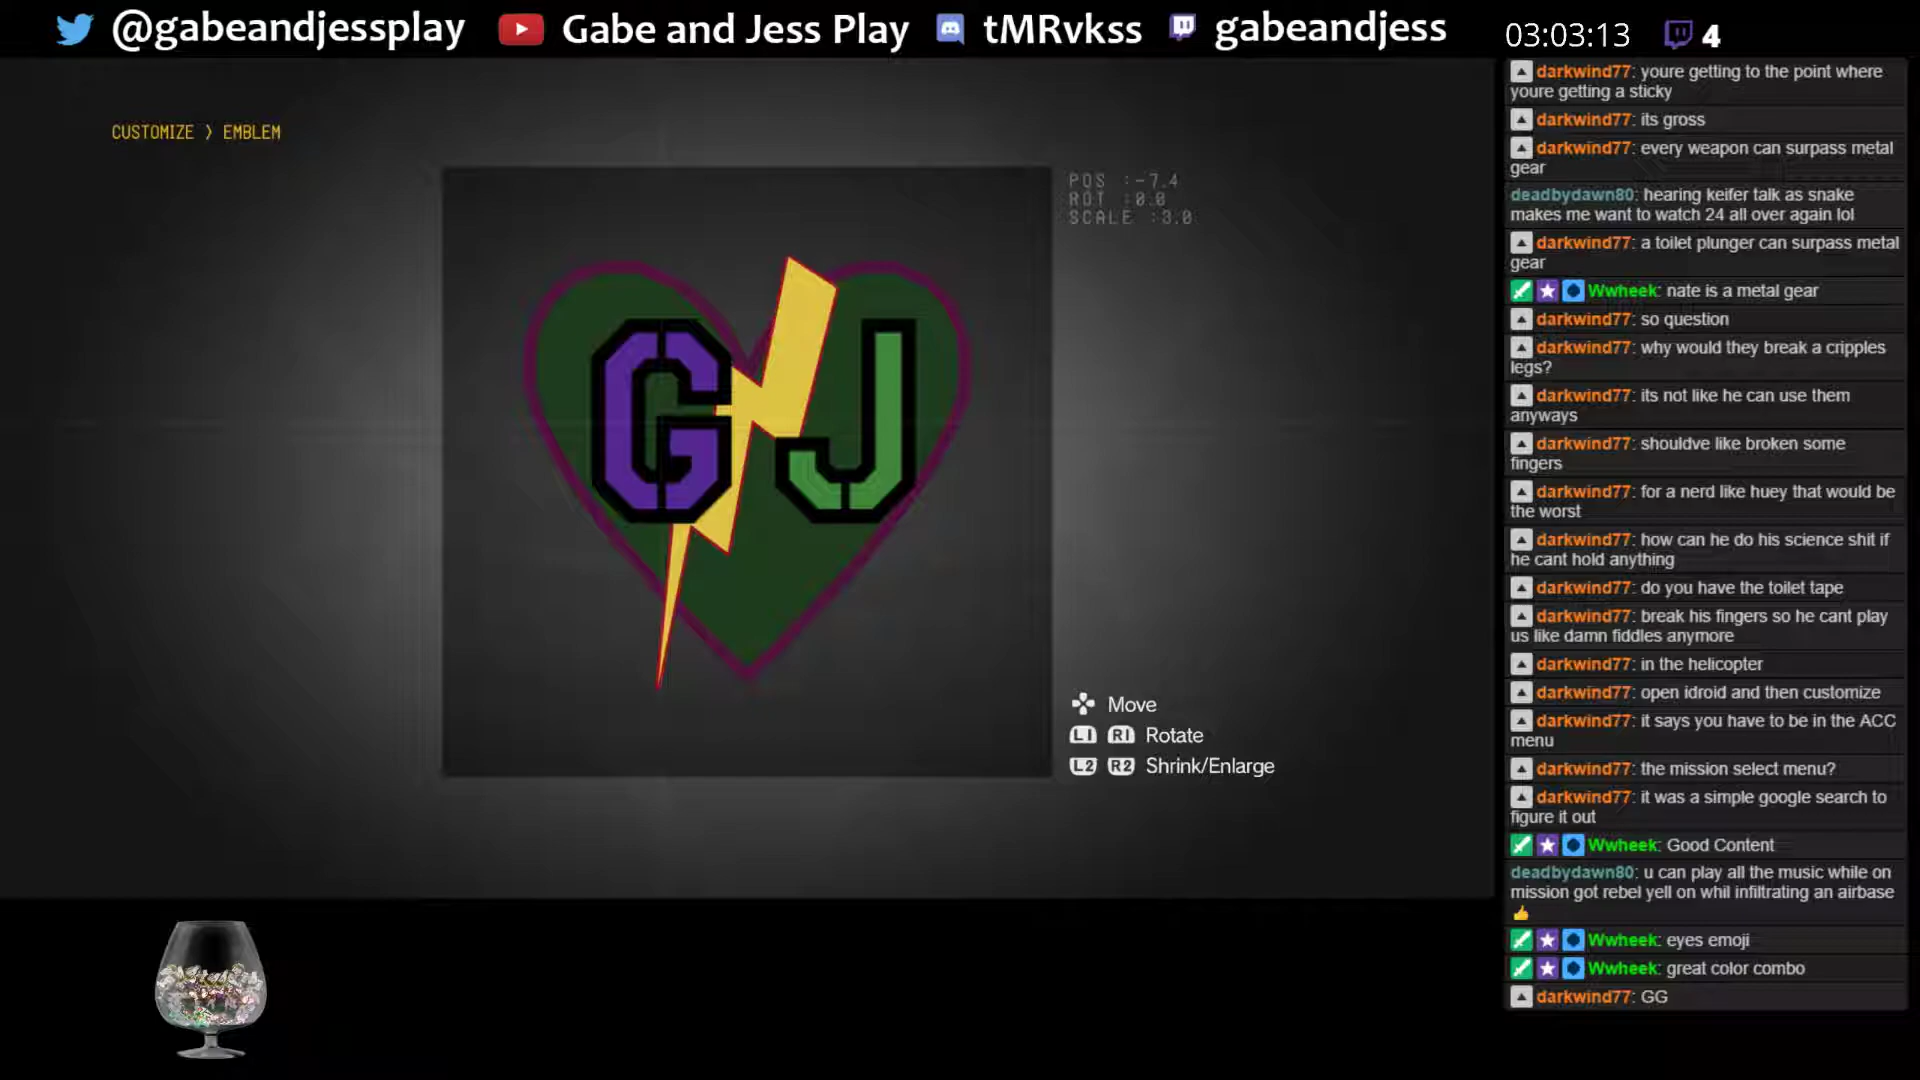 @gabeandjessplay Gabe and Jess Play tMRvkss gabeandjess 03:03:13 4
CUSTOMIZE > EMBLEM
POS :-7.4
ROT :0.0
SCALE :3.0
G J
Move
L1 R1 Rotate
L2 R2 Shrink/Enlarge
darkwind77: youre getting to the point where
youre getting a sticky
darkwind77: its gross
darkwind77: every weapon can surpass metal
gear
deadbydawn80: hearing keifer talk as snake
makes me want to watch 24 all over again lol
darkwind77: a toilet plunger can surpass metal
gear
Wwheek: nate is a metal gear
darkwind77: so question
darkwind77: why would they break a cripples
legs?
darkwind77: its not like he can use them
anyways
darkwind77: shouldve like broken some
fingers
darkwind77: for a nerd like huey that would be
the worst
darkwind77: how can he do his science shit if
he cant hold anything
darkwind77: do you have the toilet tape
darkwind77: break his fingers so he cant play
us like damn fiddles anymore
darkwind77: in the helicopter
darkwind77: open idroid and then customize
darkwind77: it says you have to be in the ACC
menu
darkwind77: the mission select menu?
darkwind77: it was a simple google search to
figure it out
Wwheek: Good Content
deadbydawn80: u can play all the music while on
mission got rebel yell on whil infiltrating an airbase
👍
Wwheek: eyes emoji
Wwheek: great color combo
darkwind77: GG